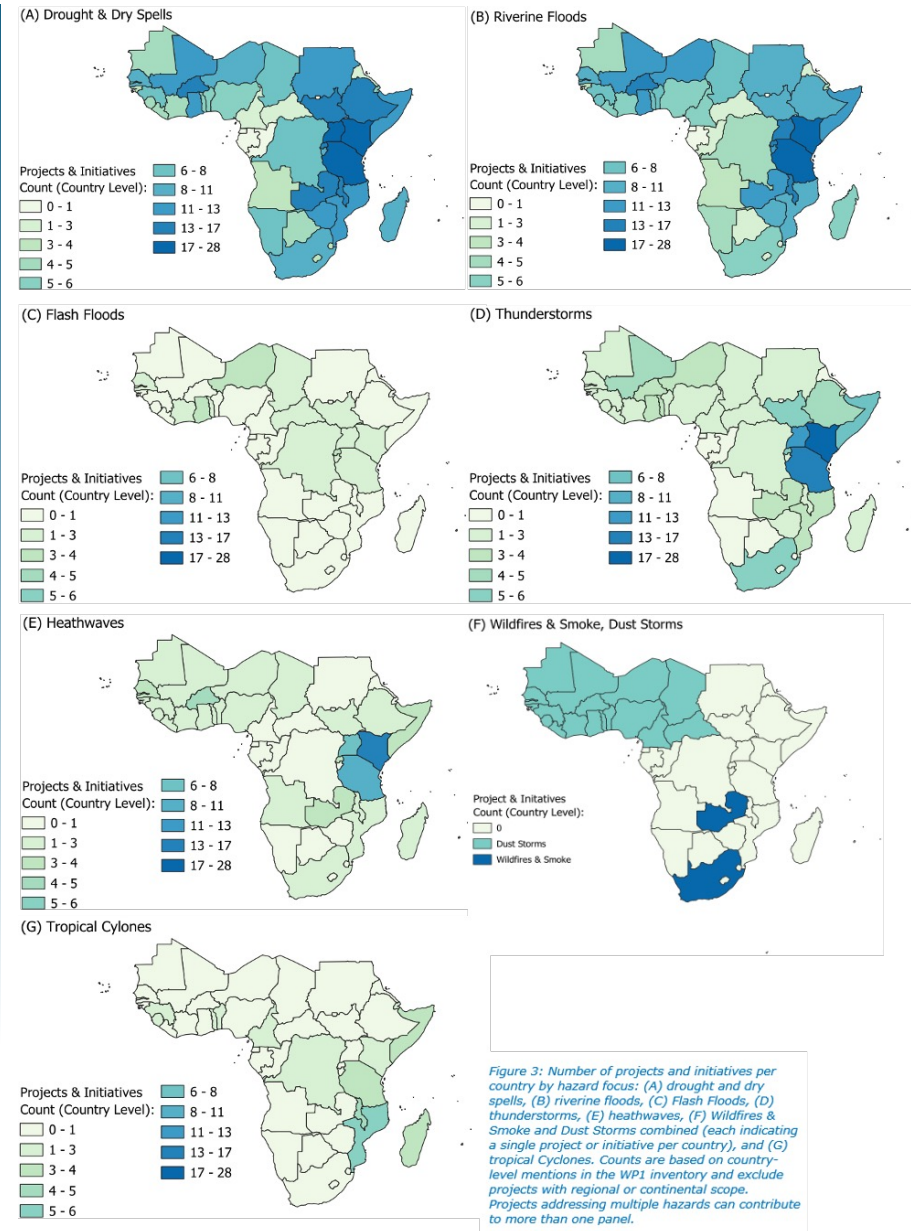 (A) Drought & Dry Spells
Projects & Initiatives
Count (Country Level):
0 - 1
1 - 3
3 - 4
4 - 5
5 - 6
6 - 8
8 - 11
11 - 13
13 - 17
17 - 28
(B) Riverine Floods
Projects & Initiatives
Count (Country Level):
0 - 1
1 - 3
3 - 4
4 - 5
5 - 6
6 - 8
8 - 11
11 - 13
13 - 17
17 - 28
(C) Flash Floods
Projects & Initiatives
Count (Country Level):
0 - 1
1 - 3
3 - 4
4 - 5
5 - 6
6 - 8
8 - 11
11 - 13
13 - 17
17 - 28
(D) Thunderstorms
Projects & Initiatives
Count (Country Level):
0 - 1
1 - 3
3 - 4
4 - 5
5 - 6
6 - 8
8 - 11
11 - 13
13 - 17
17 - 28
(E) Heathwaves
Projects & Initiatives
Count (Country Level):
0 - 1
1 - 3
3 - 4
4 - 5
5 - 6
6 - 8
8 - 11
11 - 13
13 - 17
17 - 28
(F) Wildfires & Smoke, Dust Storms
Project & Initatives
Count (Country Level):
0
Dust Storms
Wildfires & Smoke
(G) Tropical Cylones
Projects & Initiatives
Count (Country Level):
0 - 1
1 - 3
3 - 4
4 - 5
5 - 6
6 - 8
8 - 11
11 - 13
13 - 17
17 - 28
Figure 3: Number of projects and initiatives per
country by hazard focus: (A) drought and dry
spells, (B) riverine floods, (C) Flash Floods, (D)
thunderstorms, (E) heathwaves, (F) Wildfires &
Smoke and Dust Storms combined (each indicating
a single project or initiative per country), and (G)
tropical Cyclones. Counts are based on country-
level mentions in the WP1 inventory and exclude
projects with regional or continental scope.
Projects addressing multiple hazards can contribute
to more than one panel.